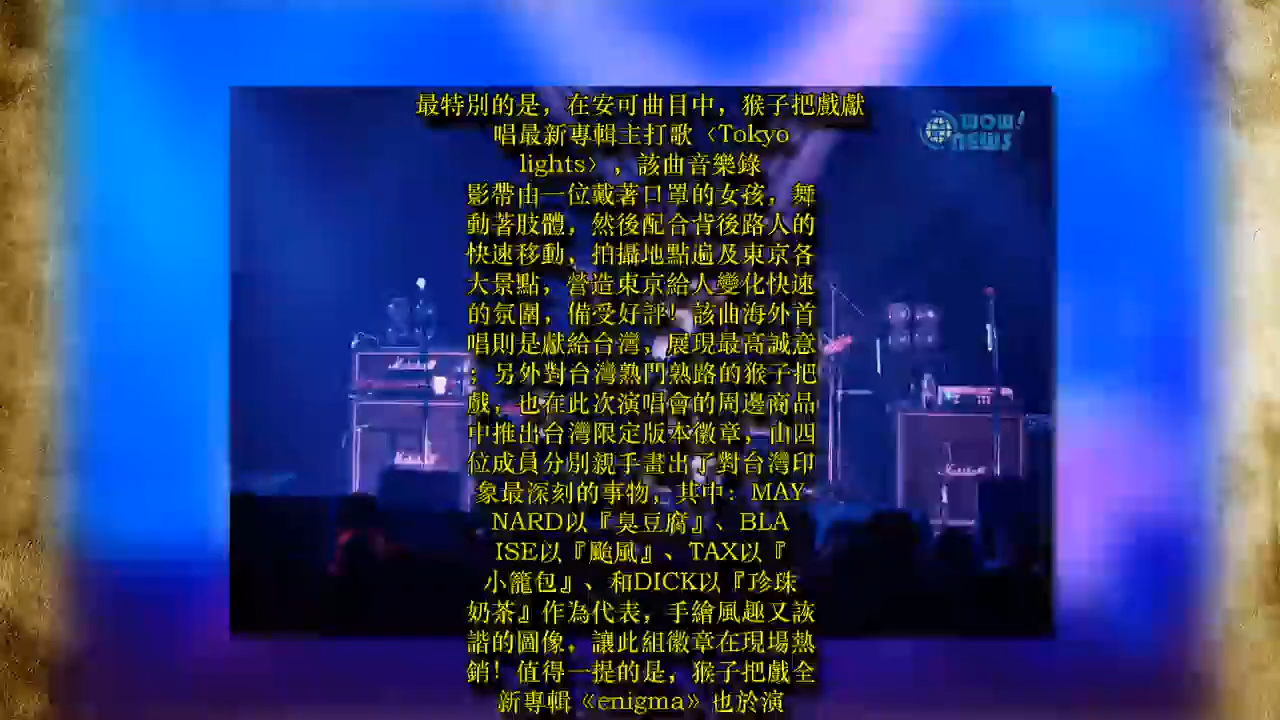 最特別的是，在安可曲目中，猴子把戲獻
唱最新專輯主打歌〈Tokyo
lights〉，該曲音樂錄
影帶由一位戴著口罩的女孩，舞
動著肢體，然後配合背後路人的
快速移動，拍攝地點遍及東京各
大景點，營造東京給人變化快速
的氛圍，備受好評！該曲海外首
唱則是獻給台灣，展現最高誠意
；另外對台灣熟門熟路的猴子把
戲，也在此次演唱會的周邊商品
中推出台灣限定版本徽章，由四
位成員分別親手畫出了對台灣印
象最深刻的事物，其中：MAY
NARD以『臭豆腐』、BLA
ISE以『颱風』、TAX以『
小籠包』、和DICK以『珍珠
奶茶』作為代表，手繪風趣又詼
諧的圖像，讓此組徽章在現場熱
銷！值得一提的是，猴子把戲全
新專輯《enigma》也於演
WOW!
NEWS
Marshall
Marshall
Marshall